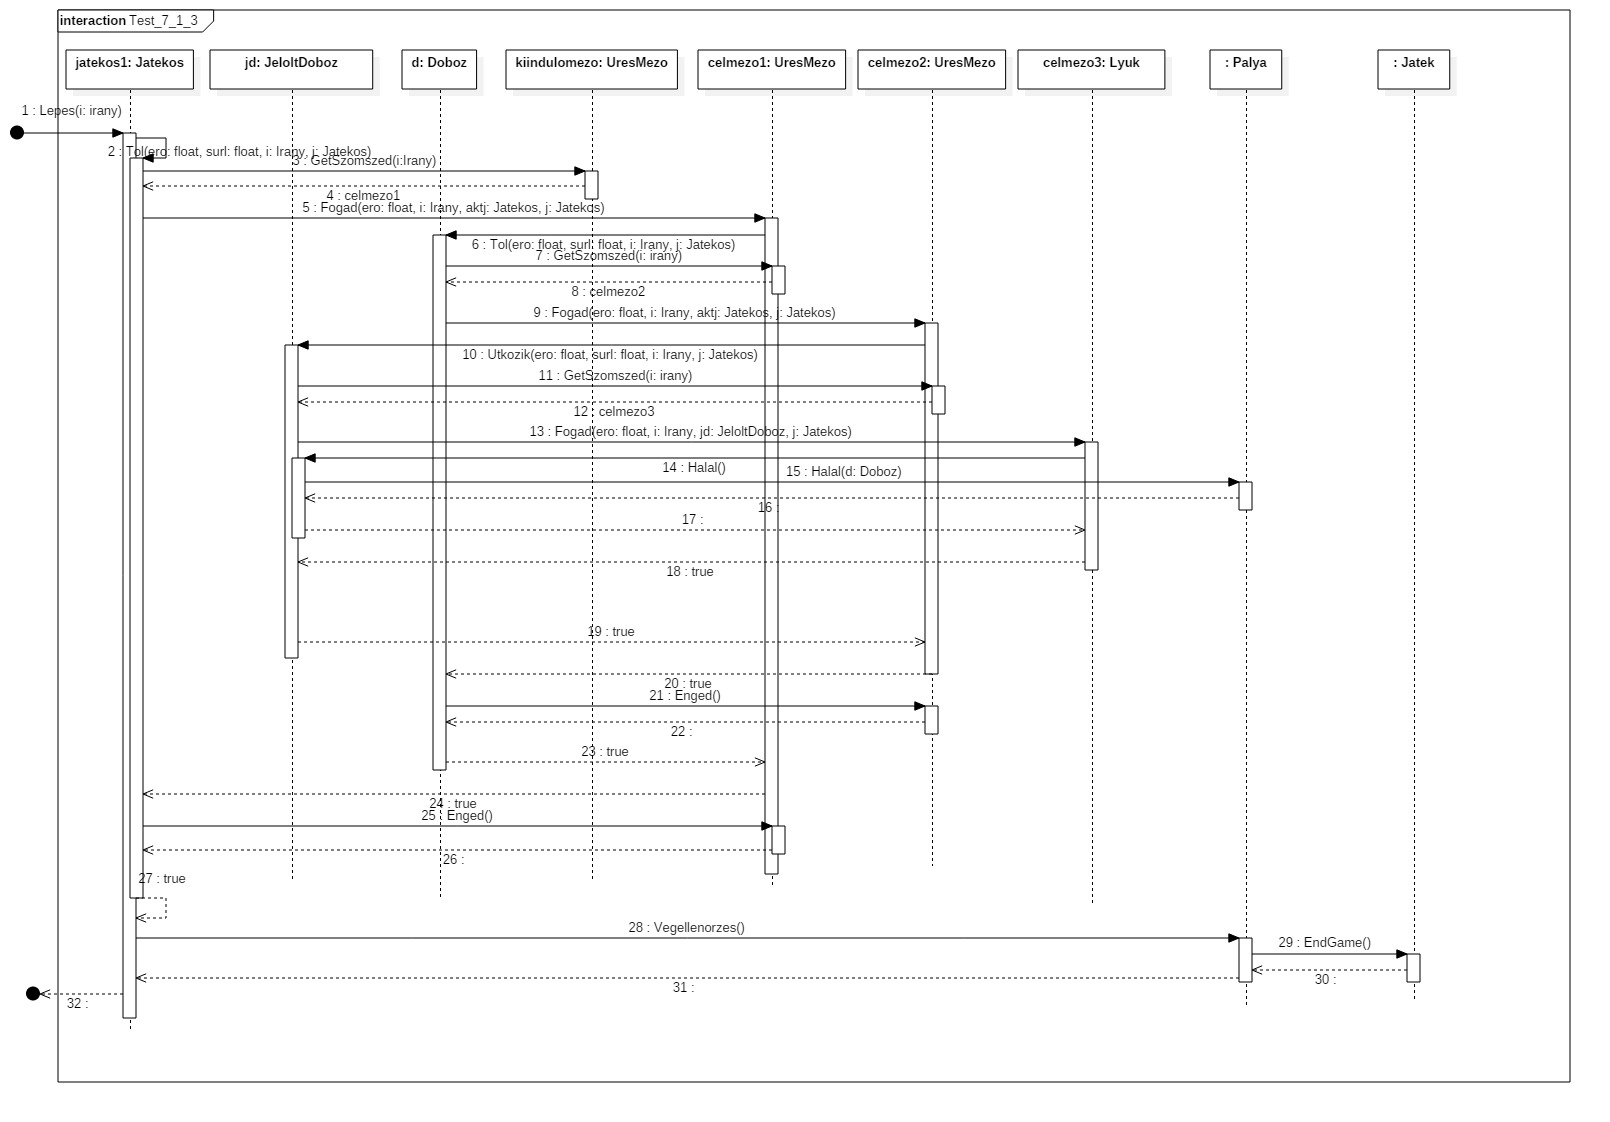 interaction Test_7_1_3
jatekos1: Jatekos
jd: JeloltDoboz
d: Doboz
kiindulomezo: UresMezo
celmezo1: UresMezo
celmezo2: UresMezo
celmezo3: Lyuk
: Palya
: Jatek
1 : Lepes(i: irany)
2 : Tol(ero: float, surl: float, i: Irany, j: Jatekos)
3 : GetSzomszed(i:Irany)
4 : celmezo1
5 : Fogad(ero: float, i: Irany, aktj: Jatekos, j: Jatekos)
6 : Tol(ero: float, surl: float, i: Irany, j: Jatekos)
7 : GetSzomszed(i: irany)
8 : celmezo2
9 : Fogad(ero: float, i: Irany, aktj: Jatekos, j: Jatekos)
10 : Utkozik(ero: float, surl: float, i: Irany, j: Jatekos)
11 : GetSzomszed(i: irany)
12 : celmezo3
13 : Fogad(ero: float, i: Irany, jd: JeloltDoboz, j: Jatekos)
14 : Halal()
15 : Halal(d: Doboz)
16 :
17 :
18 : true
19 : true
20 : true
21 : Enged()
22 :
23 : true
24 : true
25 : Enged()
26 :
27 : true
28 : Vegellenorzes()
29 : EndGame()
30 :
31 :
32 :